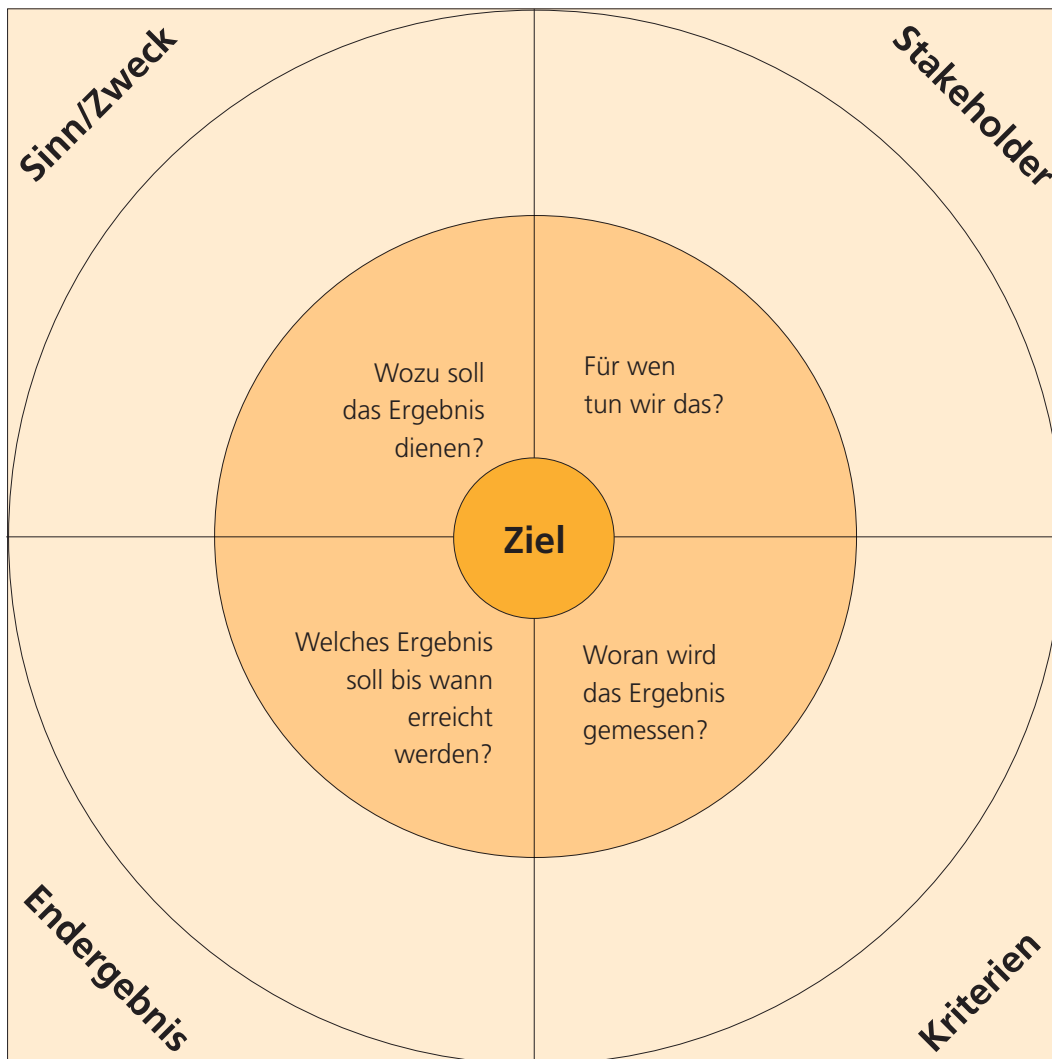 Sinn/Zweck
Stakeholder
Wozu soll
das Ergebnis
dienen?
Für wen
tun wir das?
Ziel
Welches Ergebnis
soll bis wann
erreicht
werden?
Woran wird
das Ergebnis
gemessen?
Endergebnis
Kriterien